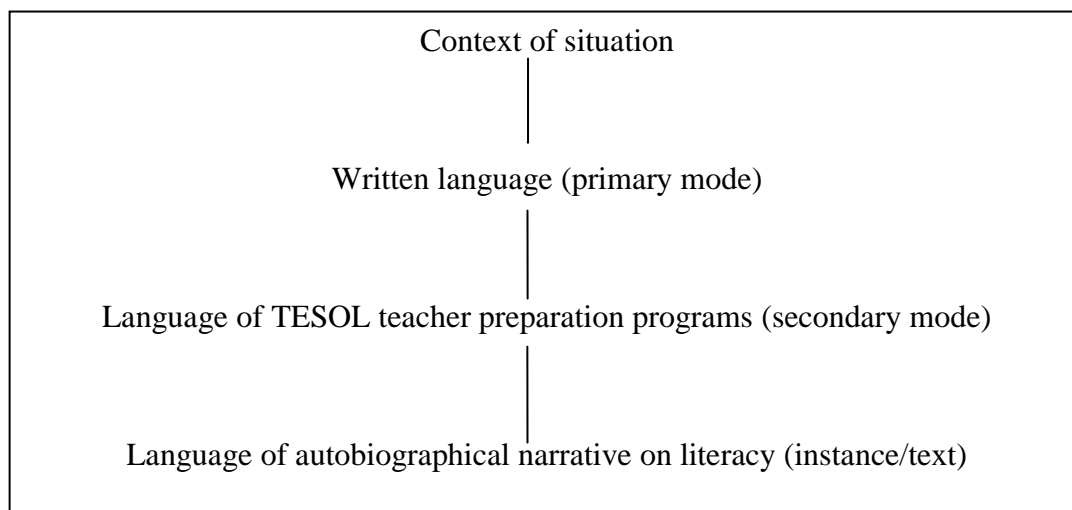 Context of situation
Written language (primary mode)
Language of TESOL teacher preparation programs (secondary mode)
Language of autobiographical narrative on literacy (instance/text)